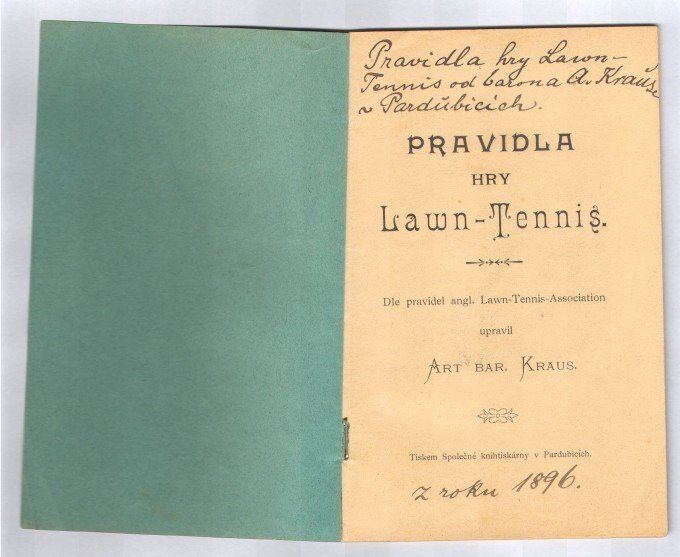 Pravidla hry Lawn-
Tennis od barona A. Krause
v Pardubicích.
PRAVIDLA
HRY
Lawn-Tennis.
Dle pravidel angl. Lawn-Tennis-Association
upravil
ART BAR. KRAUS.
Tiskem Společné knihtiskárny v Pardubicích.
z roku 1896.